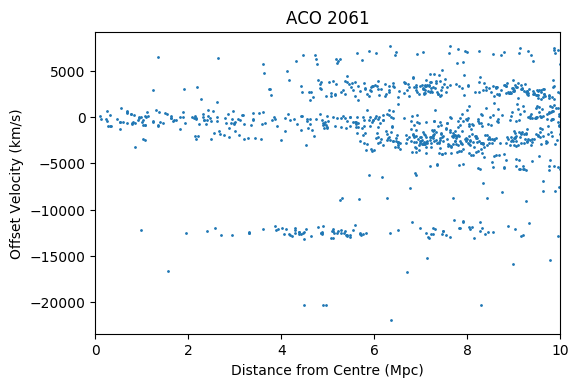 ACO 2061
Offset Velocity (km/s)
5000
0
−5000
−10000
−15000
−20000
0 2 4 6 8 10
Distance from Centre (Mpc)